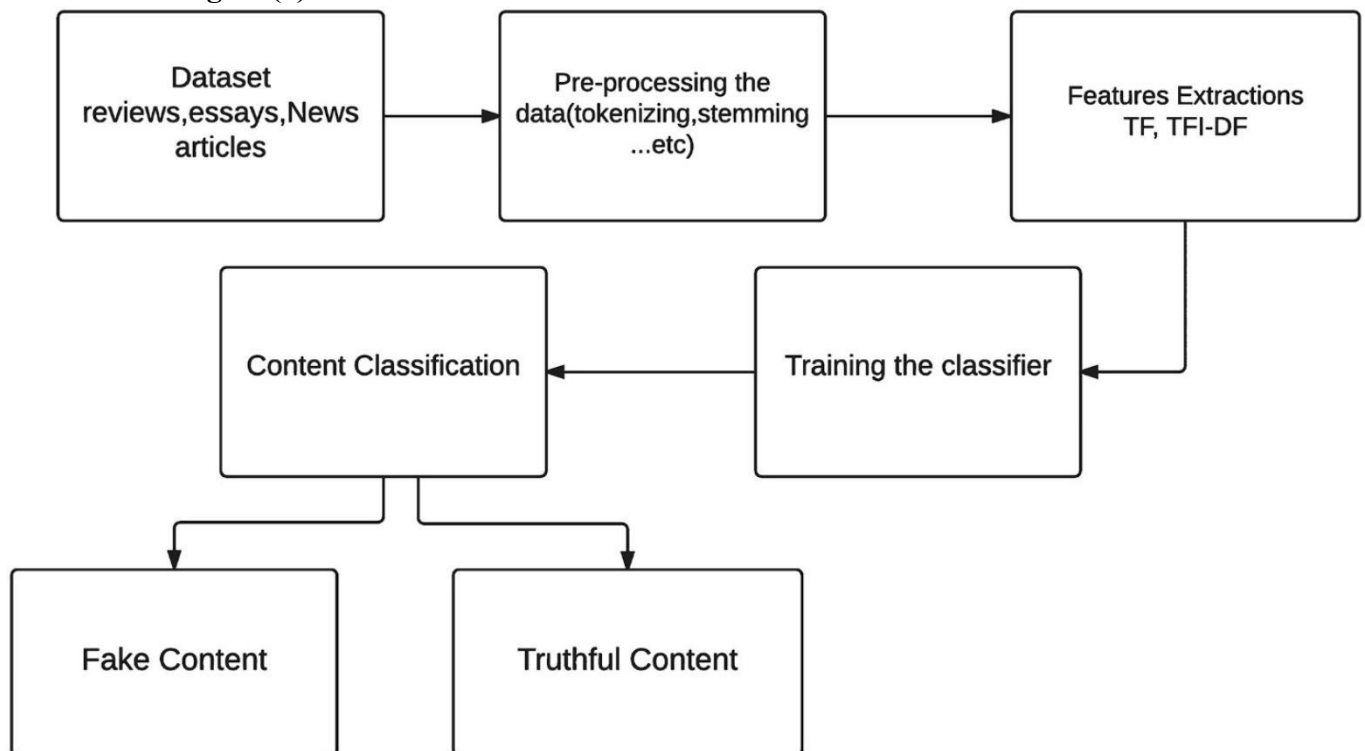 Dataset
reviews,essays,News
articles
Pre-processing the
data(tokenizing,stemming
...etc)
Features Extractions
TF, TFI-DF
Content Classification
Training the classifier
Fake Content
Truthful Content